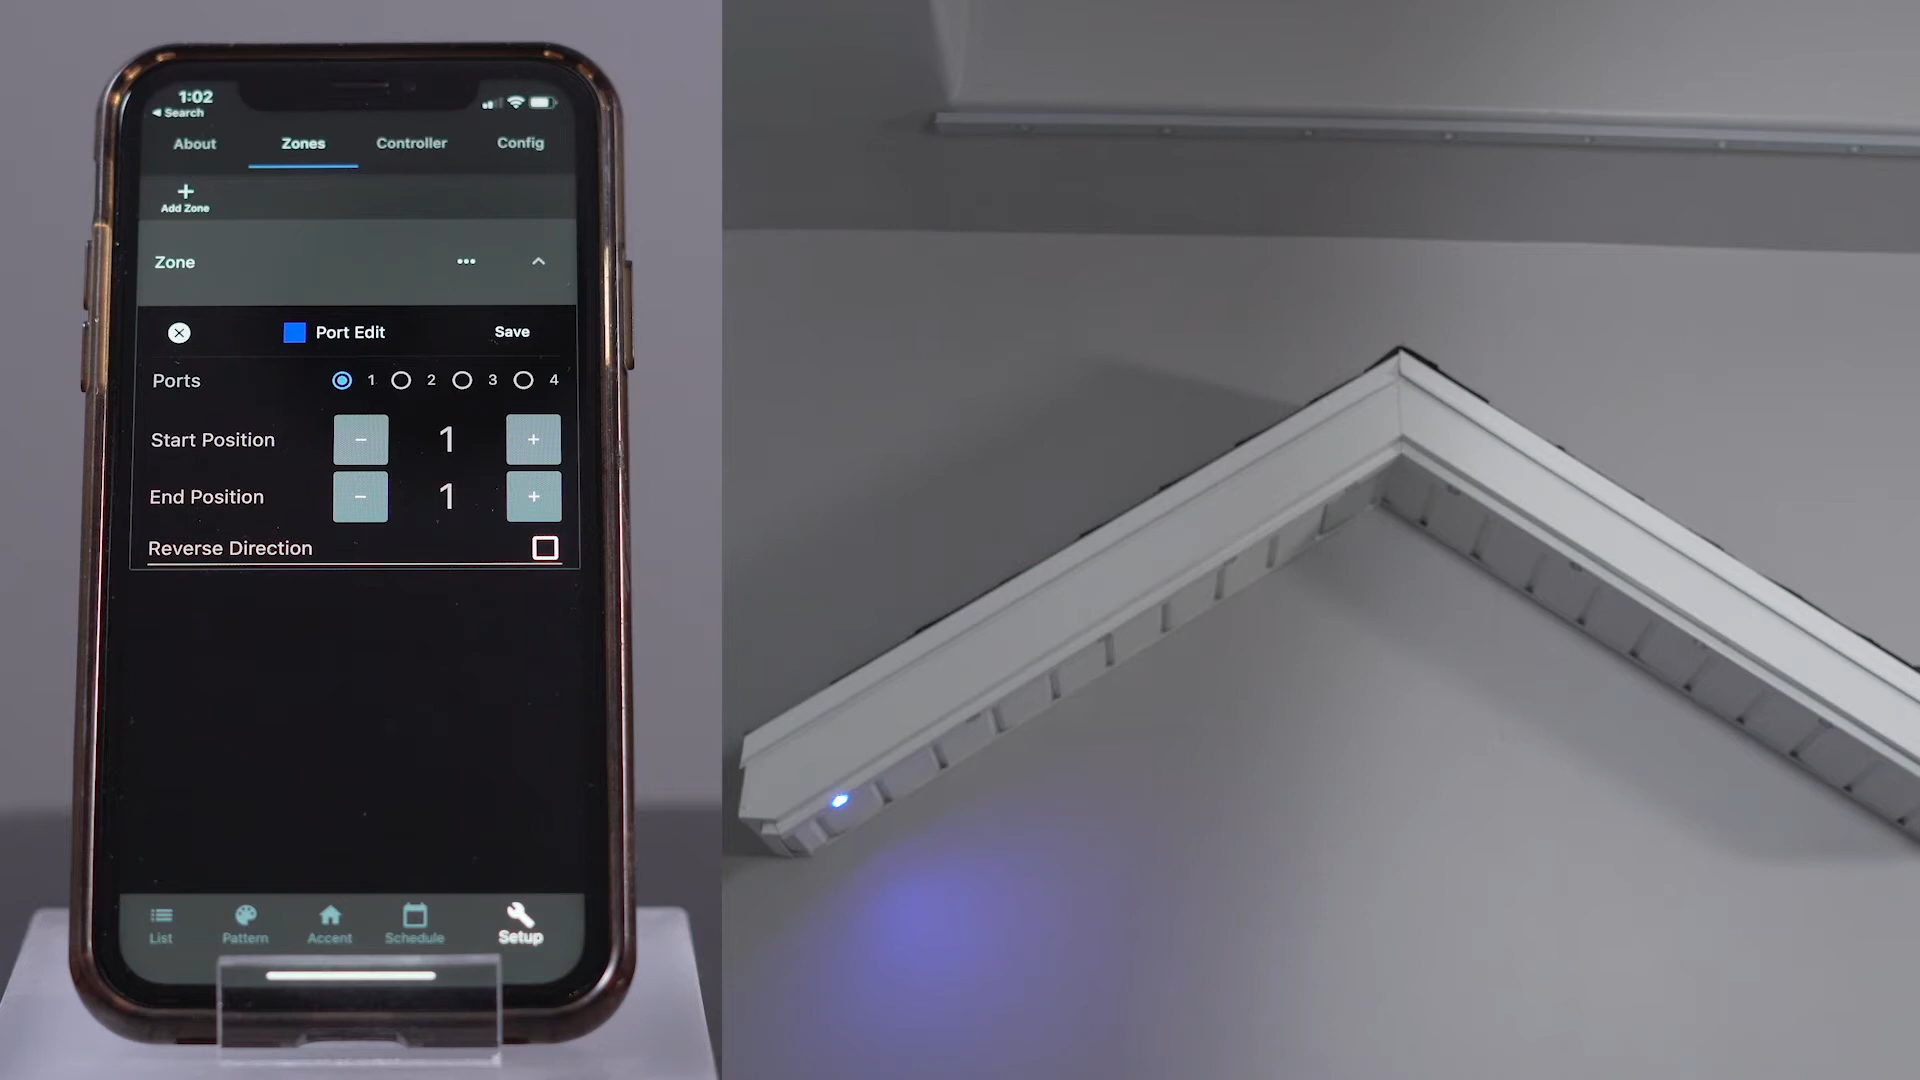 1:02
Search
About Zones Controller Config
+
Add Zone
Zone •••
Port Edit Save
Ports 1 2 3 4
Start Position − 1 +
End Position − 1 +
Reverse Direction
List Pattern Accent Schedule Setup